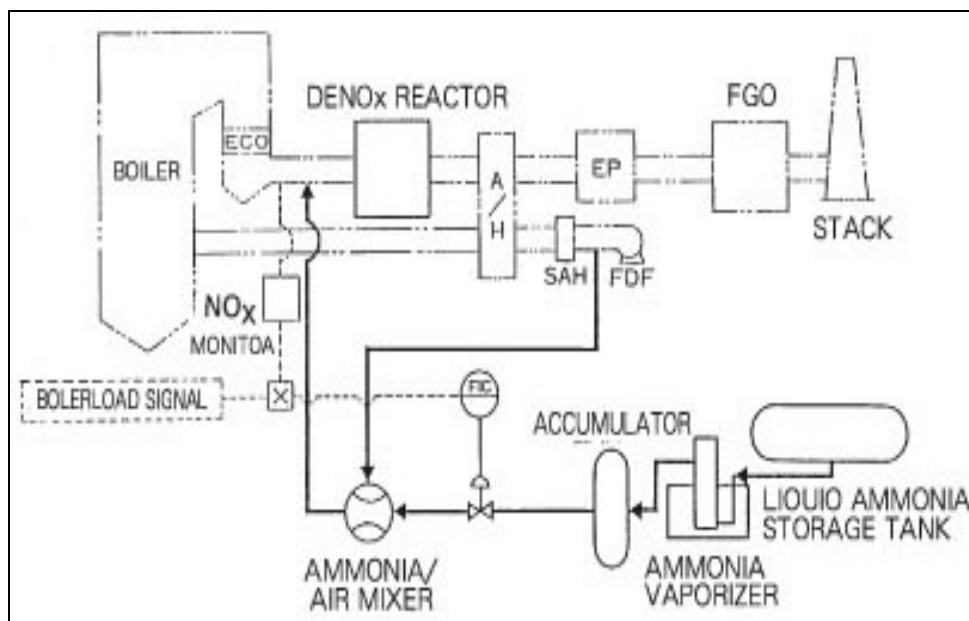 DENOx REACTOR
FGO
ECO
BOILER
A
/
H
EP
STACK
SAH
FDF
NOx
MONITOA
BOLERLOAD SIGNAL
FIC
ACCUMULATOR
LIOUIO AMMONIA
STORAGE TANK
AMMONIA/
AIR MIXER
AMMONIA
VAPORIZER